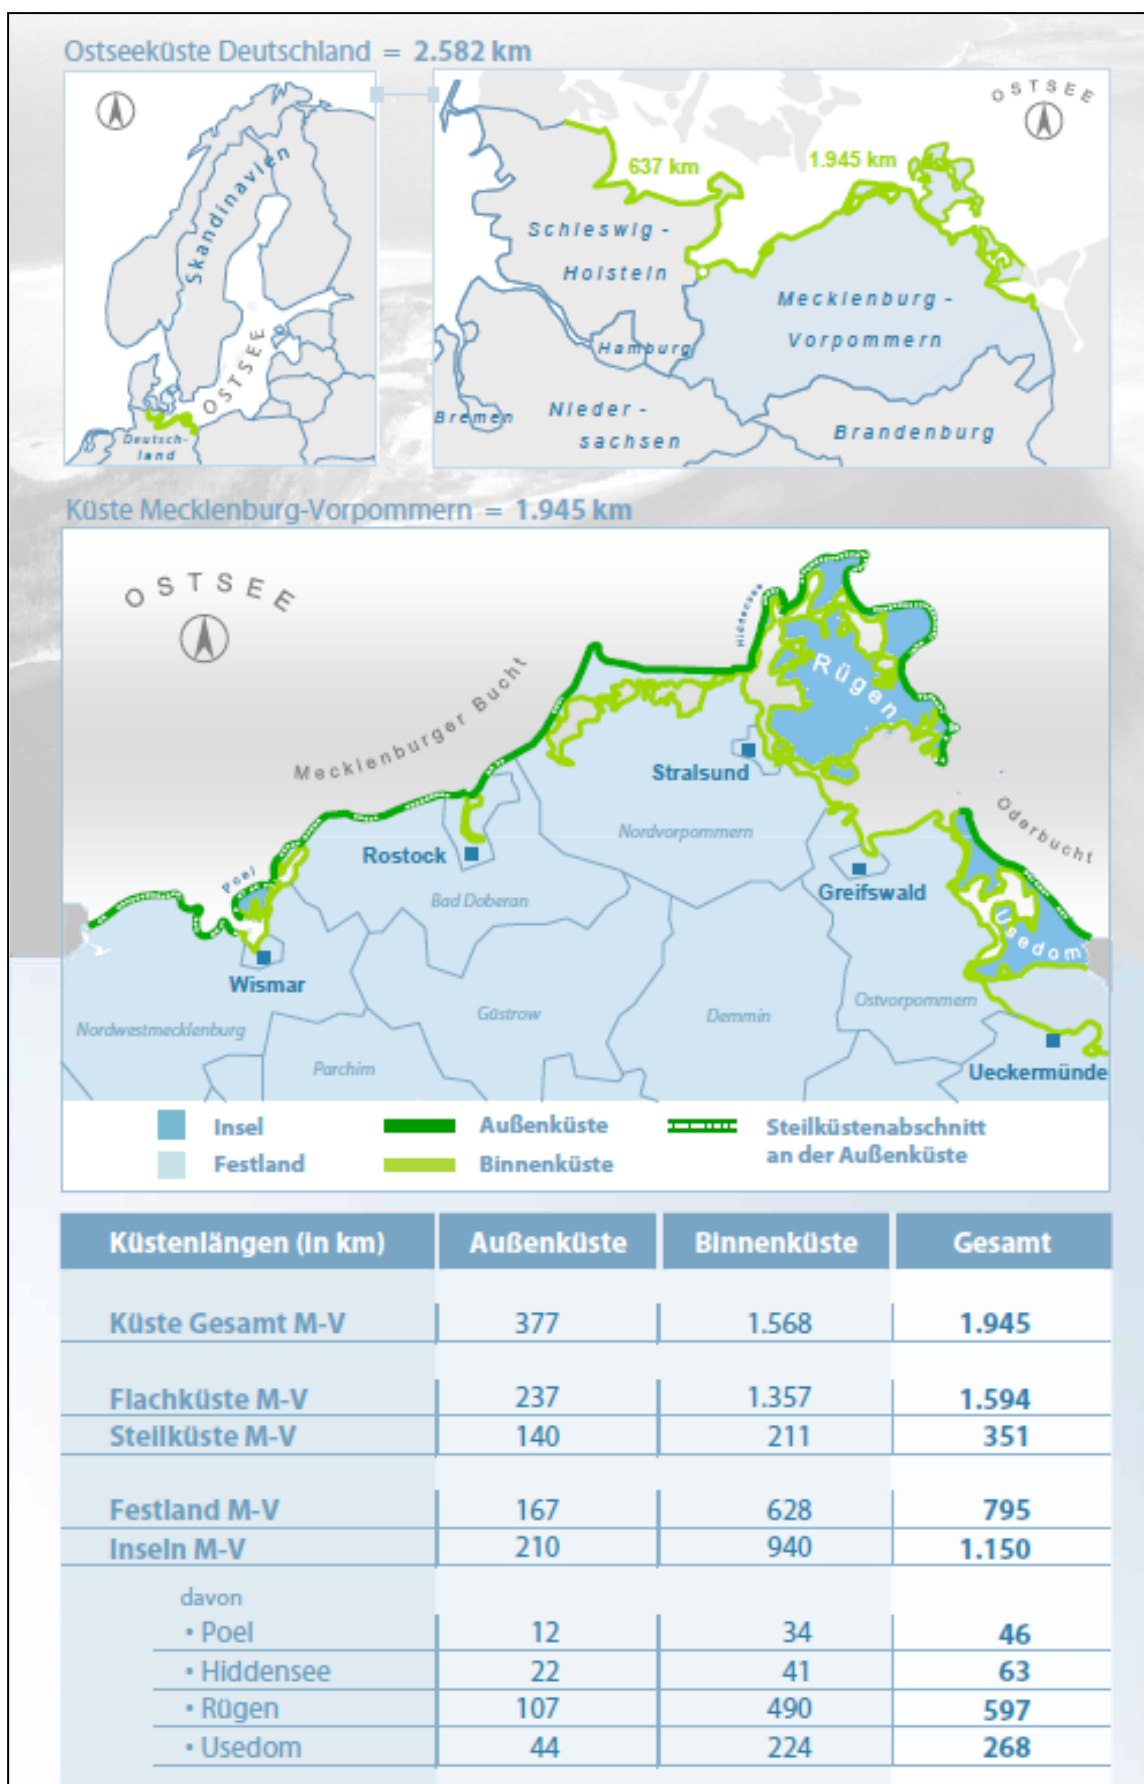 Ostseeküste Deutschland = 2.582 km
Skandinavien
OSTSEE
Deutsch-
land
OSTSEE
637 km
1.945 km
Schleswig -
Holstein
Mecklenburg -
Vorpommern
Hamburg
Bremen
Nieder -
sachsen
Brandenburg
Küste Mecklenburg-Vorpommern = 1.945 km
OSTSEE
Mecklenburger Bucht
Hiddensee
Rügen
Stralsund
Oderbucht
Nordvorpommern
Rostock
Poel
Greifswald
Bad Doberan
Usedom
Wismar
Nordwestmecklenburg
Güstrow
Demmin
Ostvorpommern
Parchim
Ueckermünde
Insel
Außenküste
Steilküstenabschnitt
an der Außenküste
Festland
Binnenküste
Küstenlängen (in km) Außenküste Binnenküste Gesamt
Küste Gesamt M-V 377 1.568 1.945
Flachküste M-V 237 1.357 1.594
Steilküste M-V 140 211 351
Festland M-V 167 628 795
Inseln M-V 210 940 1.150
davon
• Poel 12 34 46
• Hiddensee 22 41 63
• Rügen 107 490 597
• Usedom 44 224 268